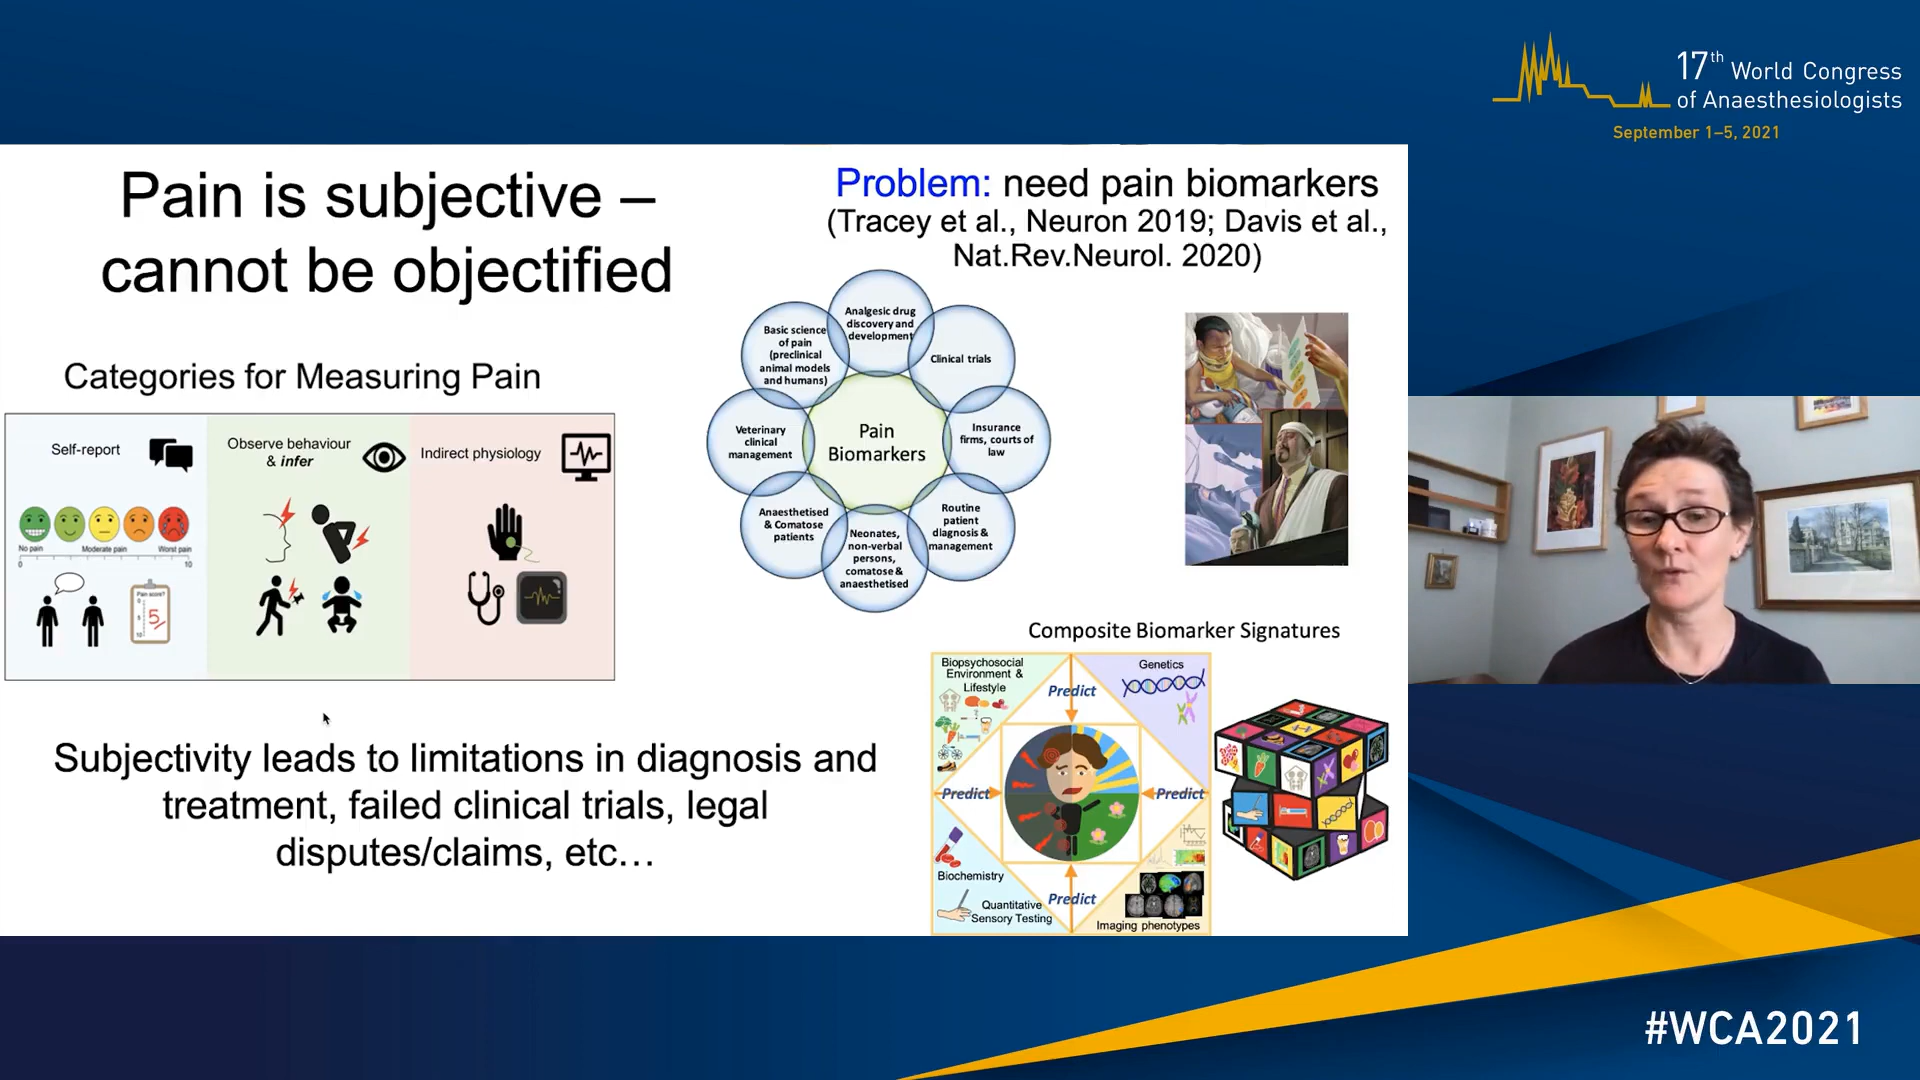 17th World Congress
of Anaesthesiologists
September 1–5, 2021
Pain is subjective –
cannot be objectified
Categories for Measuring Pain
Self-report
No pain
Moderate pain
Worst pain
0
10
Pain score?
0
5
10
5
Observe behaviour
& infer
Indirect physiology
Subjectivity leads to limitations in diagnosis and
treatment, failed clinical trials, legal
disputes/claims, etc…
Problem: need pain biomarkers
(Tracey et al., Neuron 2019; Davis et al.,
Nat.Rev.Neurol. 2020)
Pain
Biomarkers
Analgesic drug
discovery and
development
Clinical trials
Insurance
firms, courts of
law
Routine
patient
diagnosis &
management
Neonates,
non-verbal
persons,
comatose &
anaesthetised
Anaesthetised
& Comatose
patients
Veterinary
clinical
management
Basic science
of pain
(preclinical
animal models
and humans)
Composite Biomarker Signatures
Biopsychosocial
Environment &
Lifestyle
Genetics
Predict
Predict
Predict
Predict
Biochemistry
Quantitative
Sensory Testing
Imaging phenotypes
#WCA2021